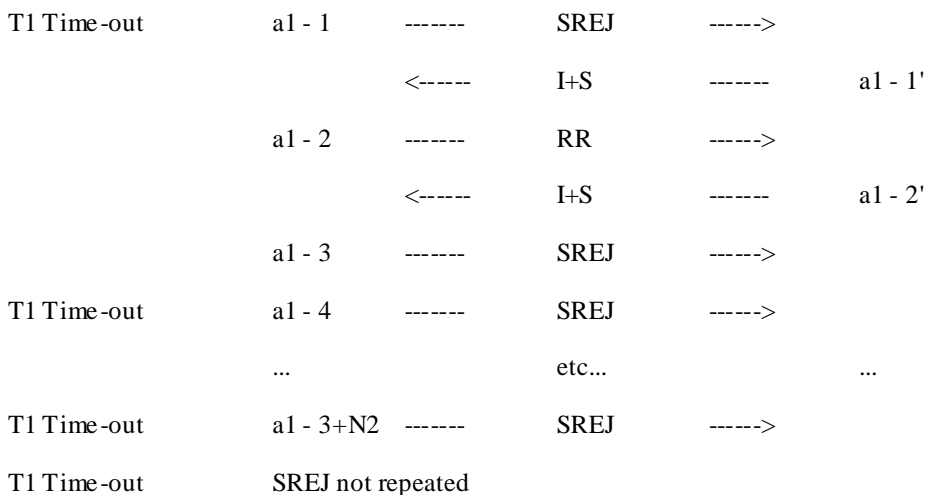 T1 Time-out a1 - 1 ------- SREJ ------>
<------ I+S ------- a1 - 1'
a1 - 2 ------- RR ------>
<------ I+S ------- a1 - 2'
a1 - 3 ------- SREJ ------>
T1 Time-out a1 - 4 ------- SREJ ------>
... etc... ...
T1 Time-out a1 - 3+N2 ------- SREJ ------>
T1 Time-out SREJ not repeated